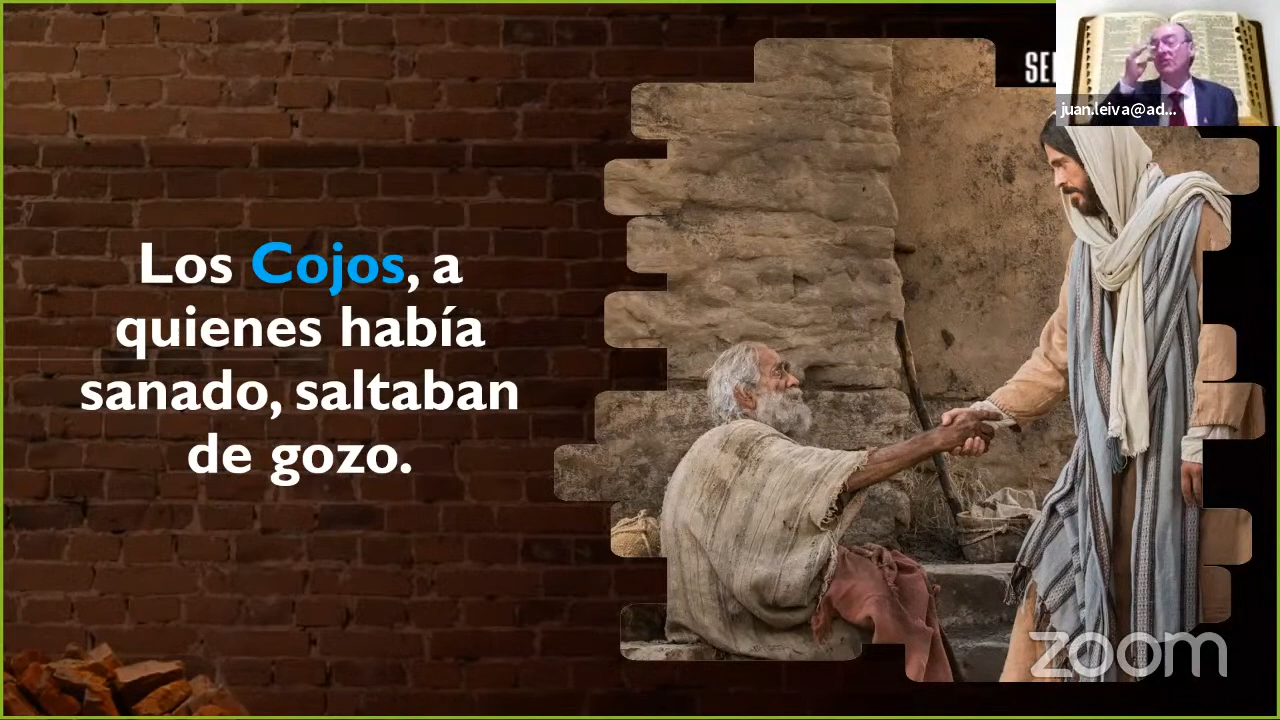 Los Cojos, a
quienes había
sanado, saltaban
de gozo.
juan.leiva@ad...
zoom